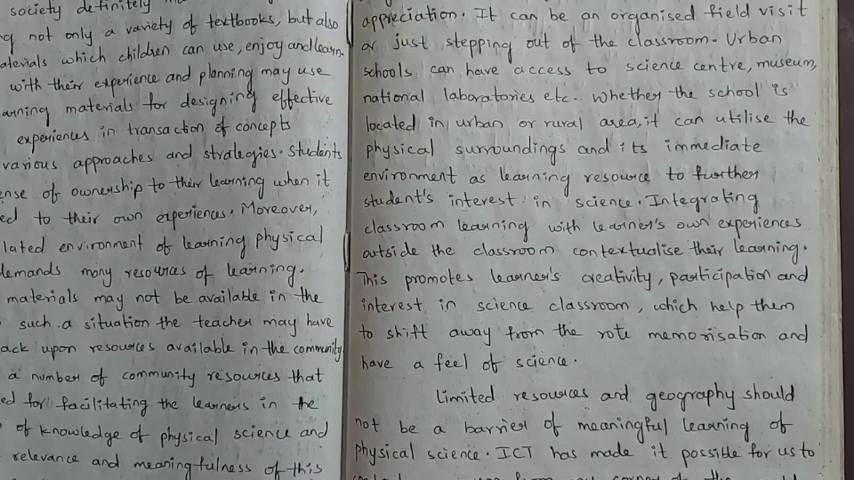 society definitely
not only a variety of textbooks, but also
aterials which children can use, enjoy and learn.
with their experience and planning may use
arning materials for designing effective
experiences in transaction of concepts
various approaches and strategies. Students
ense of ownership to their learning when it
ed to their own experiences. Moreover,
lated environment of learning physical
demands many resources of learning.
materials may not be available in the
such a situation the teacher may have
ack upon resources available in the community.
a number of community resources that
ed for facilitating the learners in the
of knowledge of physical science and
relevance and meaningfulness of this
appreciation. It can be an organised field visit
or just stepping out of the classroom. Urban
schools can have access to science centre, museum,
national laboratories etc.. Whether the school is
located in urban or rural area, it can utilise the
physical surroundings and its immediate
environment as learning resource to further
student's interest in science. Integrating
classroom learning with learner's own experiences
outside the classroom contextualise their learning.
This promotes learner's creativity, participation and
interest in science classroom, which help them
to shift away from the rote memorisation and
have a feel of science.
Limited resources and geography should
not be a barrier of meaningful learning of
physical science. ICT has made it possible for us to